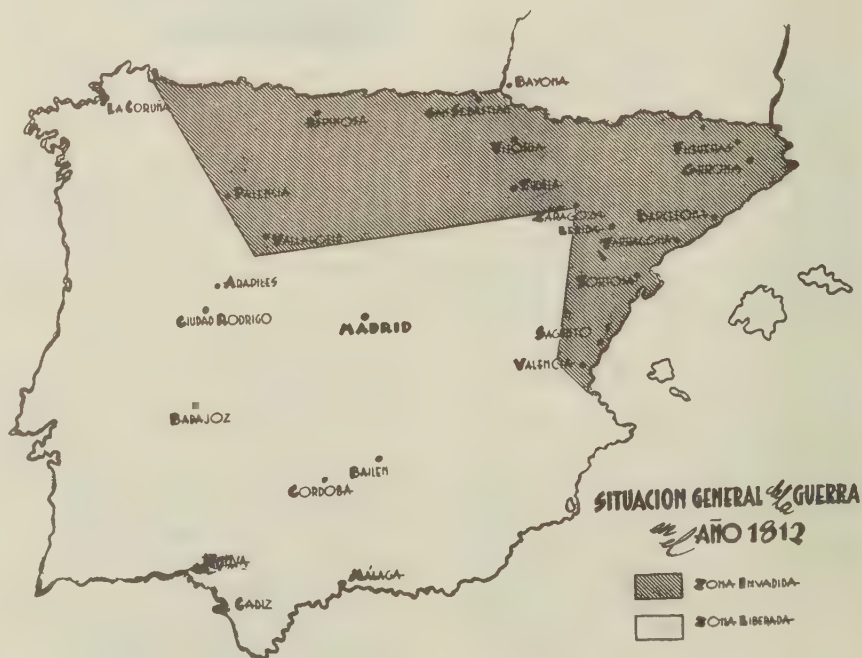 BAYONA
LA CORUÑA
ESPINOSA
SAN SEBASTIAN
VITORIA
FIGUERAS
GERONA
PALENCIA
TUDELA
ZARAGOZA
BARCELONA
LERIDA
TARRAGONA
VALLADOLID
TORTOSA
ARAPILES
CIUDAD RODRIGO
MADRID
SAGUNTO
VALENCIA
BADAJOZ
BAILEN
CORDOBA
SITUACION GENERAL de la GUERRA
en el AÑO 1812
MÁLAGA
ZONA INVADIDA
CADIZ
ZONA LIBERADA